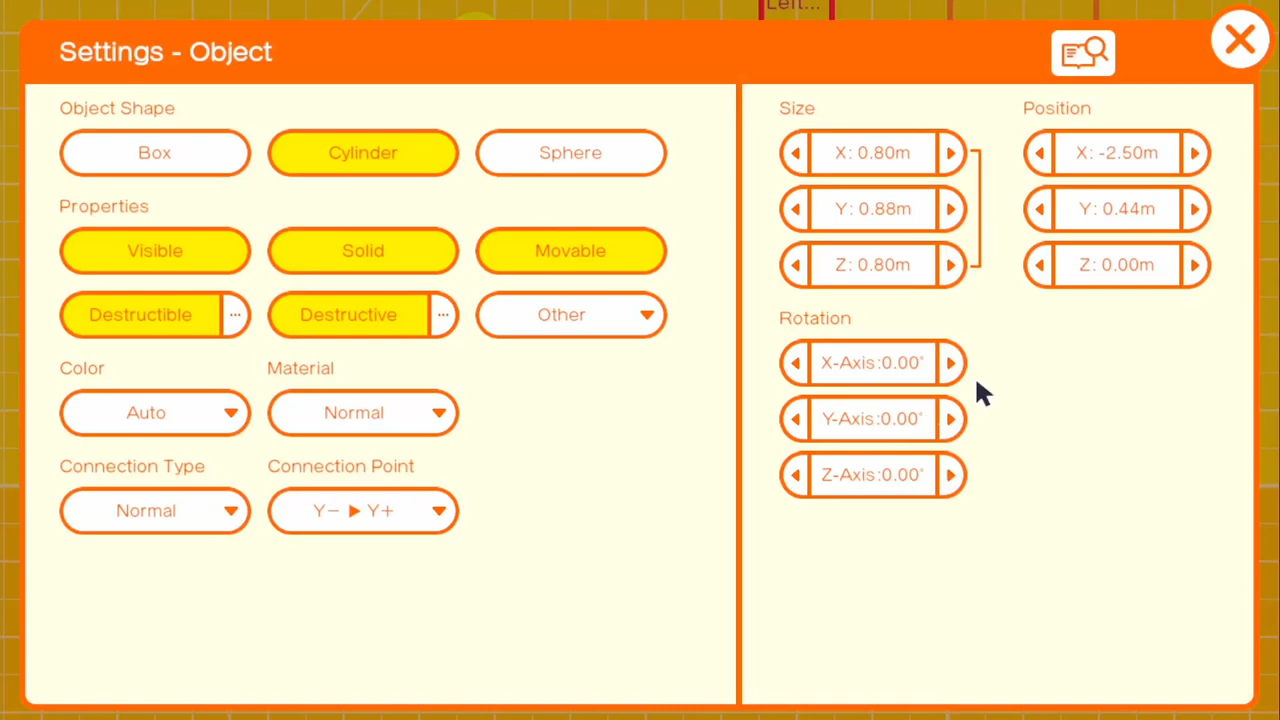 Left...
Settings - Object
Object Shape
Box
Cylinder
Sphere
Properties
Visible
Solid
Movable
Destructible ...
Destructive ...
Other
Color
Material
Auto
Normal
Connection Type
Connection Point
Normal
Y− ▶ Y+
Size
X: 0.80m
Y: 0.88m
Z: 0.80m
Position
X: -2.50m
Y: 0.44m
Z: 0.00m
Rotation
X-Axis:0.00°
Y-Axis:0.00°
Z-Axis:0.00°